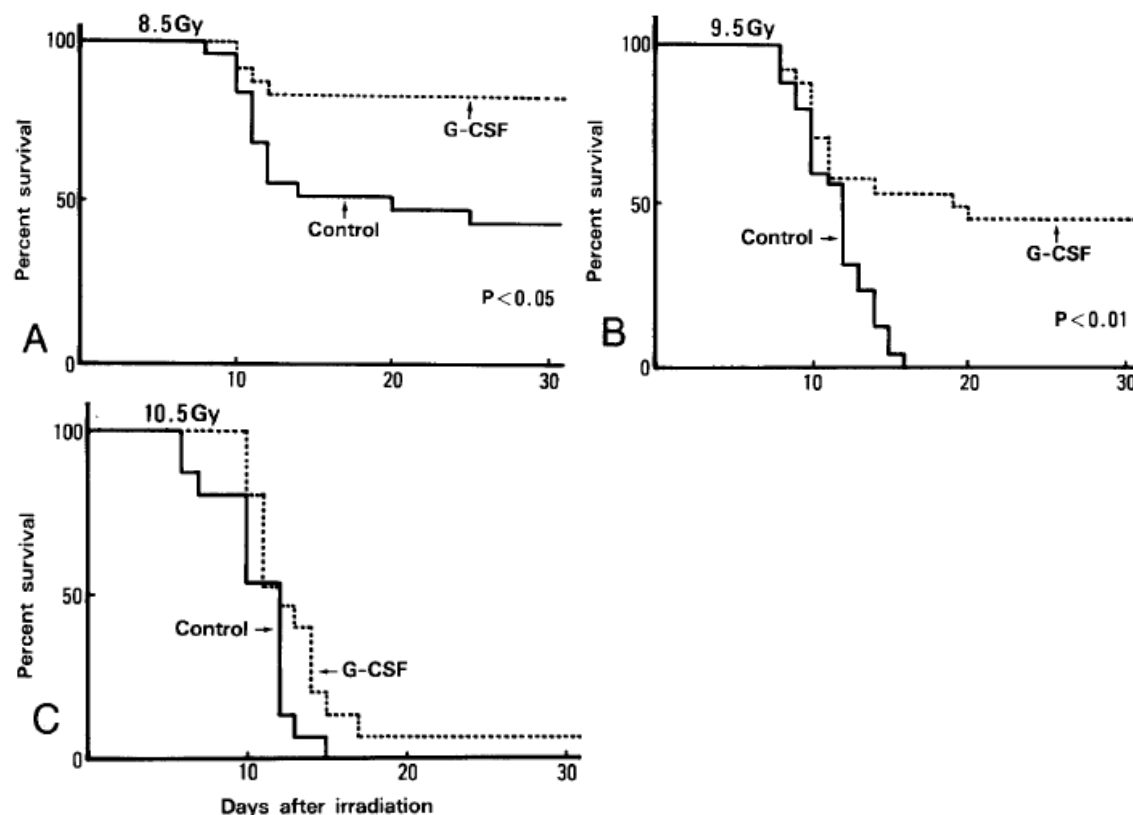 8.5Gy
100
50
0
Percent survival
G-CSF
Control
P<0.05
A
10
20
30
9.5Gy
100
50
0
Percent survival
Control
G-CSF
P<0.01
B
10
20
30
10.5Gy
100
50
0
Percent survival
Control
G-CSF
C
10
20
30
Days after irradiation